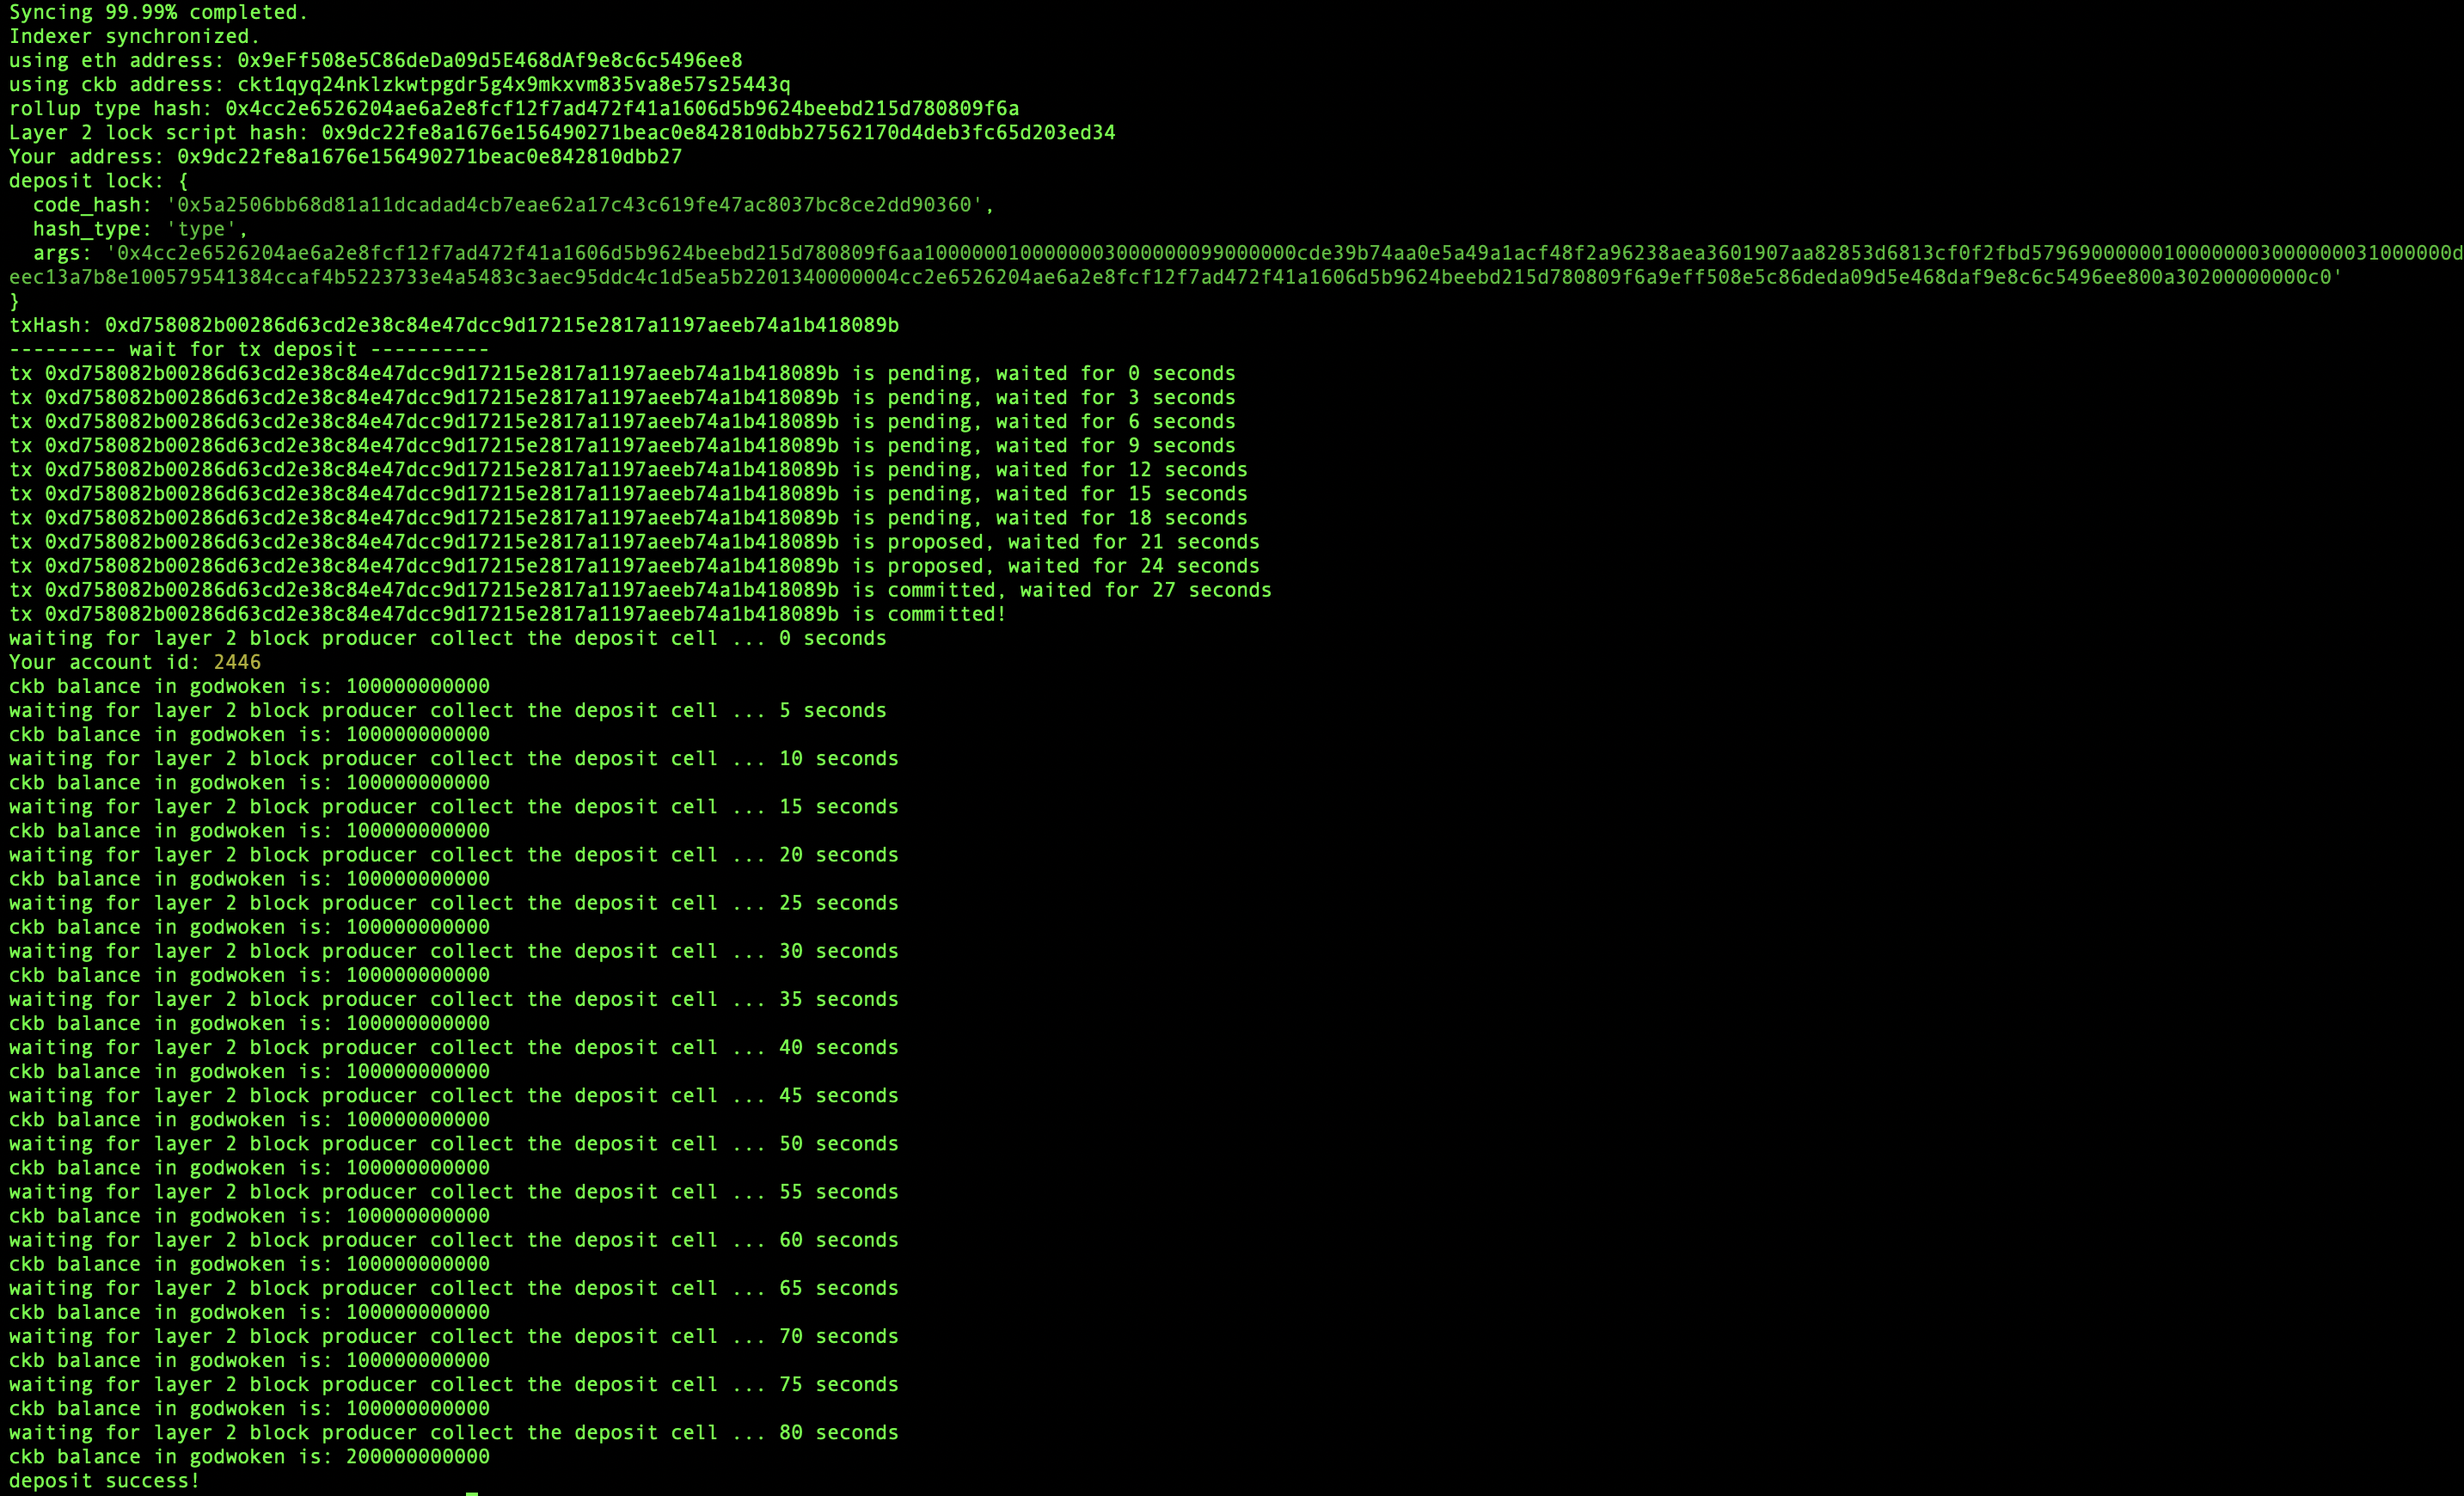 Syncing 99.99% completed.
Indexer synchronized.
using eth address: 0x9eFf508e5C86deDa09d5E468dAf9e8c6c5496ee8
using ckb address: ckt1qyq24nklzkwtpgdr5g4x9mkxvm835va8e57s25443q
rollup type hash: 0x4cc2e6526204ae6a2e8fcf12f7ad472f41a1606d5b9624beebd215d780809f6a
Layer 2 lock script hash: 0x9dc22fe8a1676e156490271beac0e842810dbb27562170d4deb3fc65d203ed34
Your address: 0x9dc22fe8a1676e156490271beac0e842810dbb27
deposit lock: {
  code_hash: '0x5a2506bb68d81a11dcadad4cb7eae62a17c43c619fe47ac8037bc8ce2dd90360',
  hash_type: 'type',
  args: '0x4cc2e6526204ae6a2e8fcf12f7ad472f41a1606d5b9624beebd215d780809f6aa10000001000000003000000099000000cde39b74aa0e5a49a1acf48f2a96238aea3601907aa82853d6813cf0f2fbd5796900000010000000030000000031000000d
eec13a7b8e100579541384ccaf4b5223733e4a5483c3aec95ddc4c1d5ea5b2201340000004cc2e6526204ae6a2e8fcf12f7ad472f41a1606d5b9624beebd215d780809f6a9eff508e5c86deda09d5e468daf9e8c6c5496ee800a30200000000c0'
}
txHash: 0xd758082b00286d63cd2e38c84e47dcc9d17215e2817a1197aeeb74a1b418089b
--------- wait for tx deposit ----------
tx 0xd758082b00286d63cd2e38c84e47dcc9d17215e2817a1197aeeb74a1b418089b is pending, waited for 0 seconds
tx 0xd758082b00286d63cd2e38c84e47dcc9d17215e2817a1197aeeb74a1b418089b is pending, waited for 3 seconds
tx 0xd758082b00286d63cd2e38c84e47dcc9d17215e2817a1197aeeb74a1b418089b is pending, waited for 6 seconds
tx 0xd758082b00286d63cd2e38c84e47dcc9d17215e2817a1197aeeb74a1b418089b is pending, waited for 9 seconds
tx 0xd758082b00286d63cd2e38c84e47dcc9d17215e2817a1197aeeb74a1b418089b is pending, waited for 12 seconds
tx 0xd758082b00286d63cd2e38c84e47dcc9d17215e2817a1197aeeb74a1b418089b is pending, waited for 15 seconds
tx 0xd758082b00286d63cd2e38c84e47dcc9d17215e2817a1197aeeb74a1b418089b is pending, waited for 18 seconds
tx 0xd758082b00286d63cd2e38c84e47dcc9d17215e2817a1197aeeb74a1b418089b is proposed, waited for 21 seconds
tx 0xd758082b00286d63cd2e38c84e47dcc9d17215e2817a1197aeeb74a1b418089b is proposed, waited for 24 seconds
tx 0xd758082b00286d63cd2e38c84e47dcc9d17215e2817a1197aeeb74a1b418089b is committed, waited for 27 seconds
tx 0xd758082b00286d63cd2e38c84e47dcc9d17215e2817a1197aeeb74a1b418089b is committed!
waiting for layer 2 block producer collect the deposit cell ... 0 seconds
Your account id: 2446
ckb balance in godwoken is: 100000000000
waiting for layer 2 block producer collect the deposit cell ... 5 seconds
ckb balance in godwoken is: 100000000000
waiting for layer 2 block producer collect the deposit cell ... 10 seconds
ckb balance in godwoken is: 100000000000
waiting for layer 2 block producer collect the deposit cell ... 15 seconds
ckb balance in godwoken is: 100000000000
waiting for layer 2 block producer collect the deposit cell ... 20 seconds
ckb balance in godwoken is: 100000000000
waiting for layer 2 block producer collect the deposit cell ... 25 seconds
ckb balance in godwoken is: 100000000000
waiting for layer 2 block producer collect the deposit cell ... 30 seconds
ckb balance in godwoken is: 100000000000
waiting for layer 2 block producer collect the deposit cell ... 35 seconds
ckb balance in godwoken is: 100000000000
waiting for layer 2 block producer collect the deposit cell ... 40 seconds
ckb balance in godwoken is: 100000000000
waiting for layer 2 block producer collect the deposit cell ... 45 seconds
ckb balance in godwoken is: 100000000000
waiting for layer 2 block producer collect the deposit cell ... 50 seconds
ckb balance in godwoken is: 100000000000
waiting for layer 2 block producer collect the deposit cell ... 55 seconds
ckb balance in godwoken is: 100000000000
waiting for layer 2 block producer collect the deposit cell ... 60 seconds
ckb balance in godwoken is: 100000000000
waiting for layer 2 block producer collect the deposit cell ... 65 seconds
ckb balance in godwoken is: 100000000000
waiting for layer 2 block producer collect the deposit cell ... 70 seconds
ckb balance in godwoken is: 100000000000
waiting for layer 2 block producer collect the deposit cell ... 75 seconds
ckb balance in godwoken is: 100000000000
waiting for layer 2 block producer collect the deposit cell ... 80 seconds
ckb balance in godwoken is: 200000000000
deposit success!